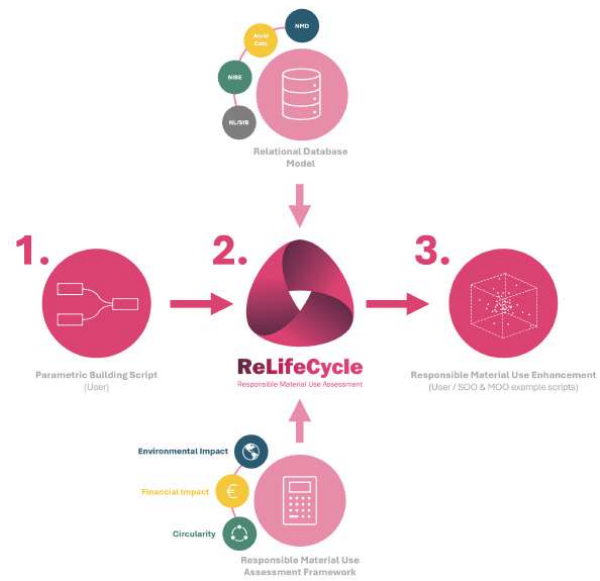 NMD
Archi
Calc.
NIBE
NL/SfB
Relational Database
Model
1.
2.
3.
ReLifeCycle
Responsible Material Use Assessment
Parametric Building Script
(User)
Responsible Material Use Enhancement
(User / SOO & MOO example scripts)
Environmental Impact
Financial Impact
€
Circularity
Responsible Material Use
Assessment Framework